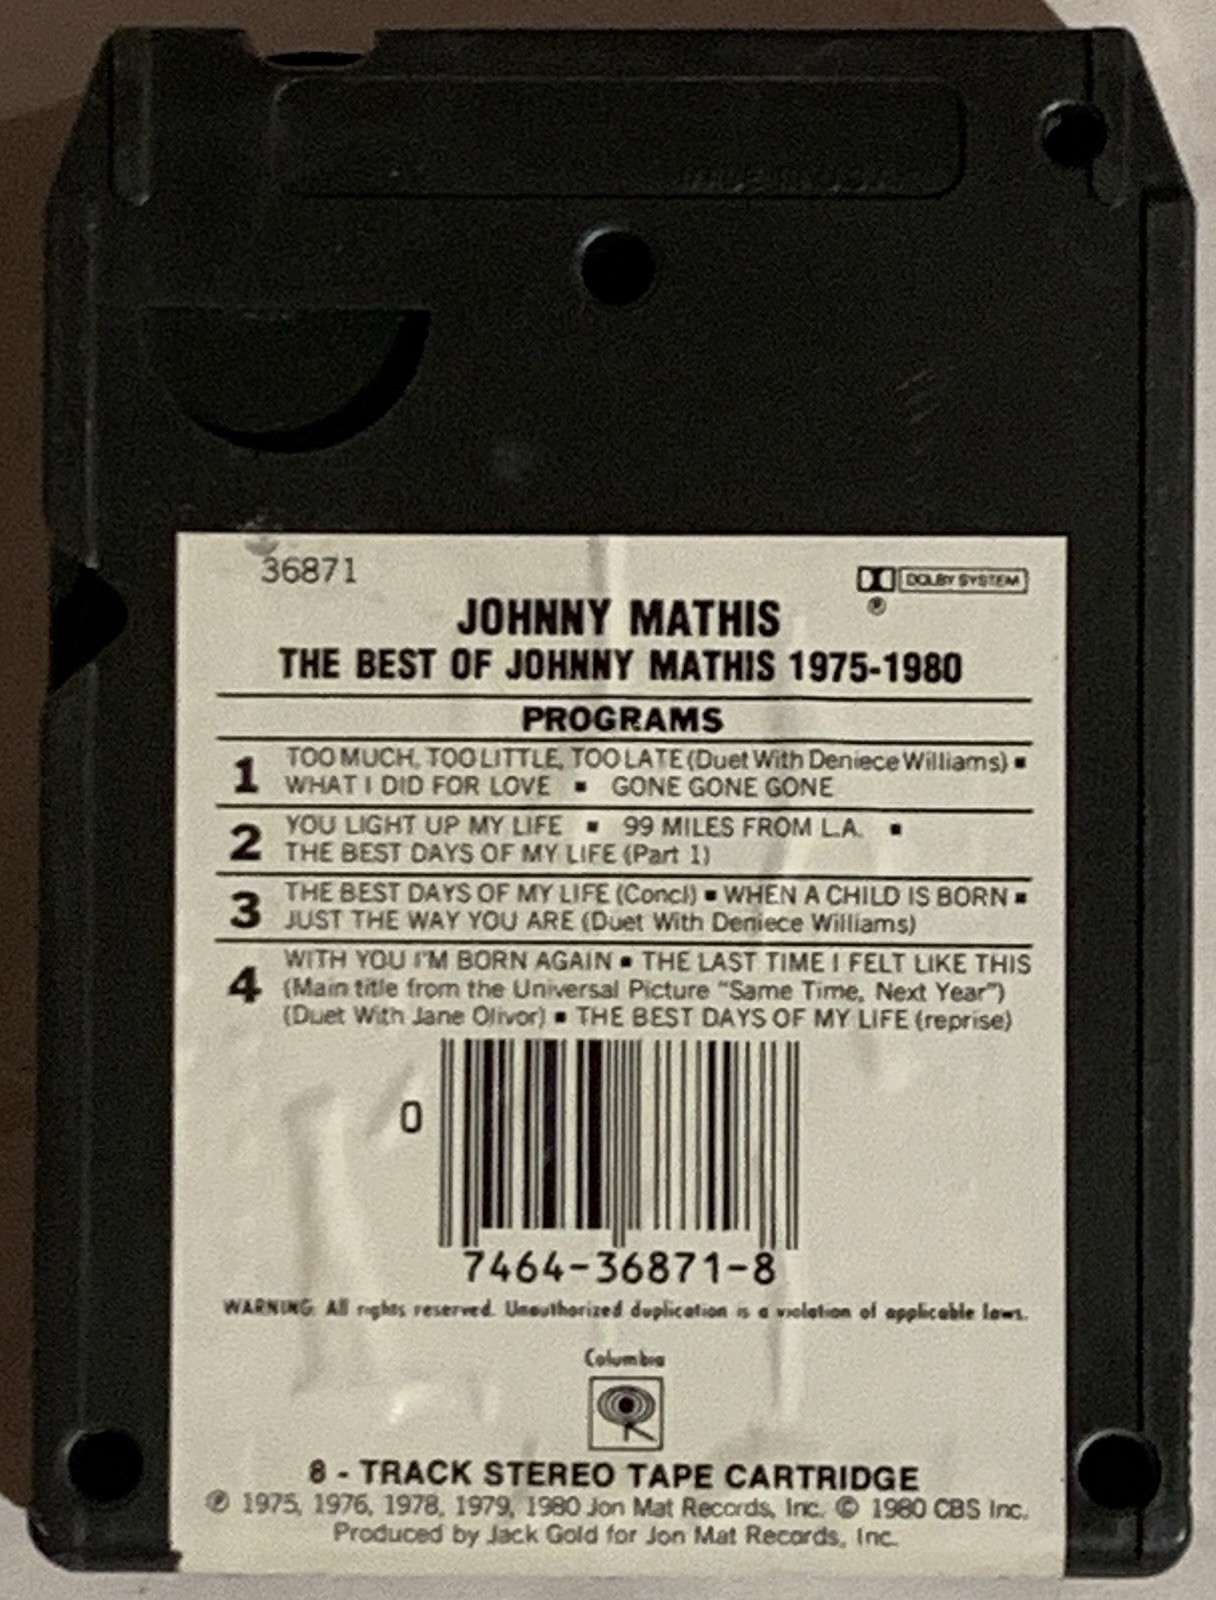 36871
DOLBY SYSTEM
®
JOHNNY MATHIS
THE BEST OF JOHNNY MATHIS 1975-1980
PROGRAMS
1 TOO MUCH, TOO LITTLE, TOO LATE (Duet With Deniece Williams) ▪
WHAT I DID FOR LOVE ▪ GONE GONE GONE
2 YOU LIGHT UP MY LIFE ▪ 99 MILES FROM L.A. ▪
THE BEST DAYS OF MY LIFE (Part 1)
3 THE BEST DAYS OF MY LIFE (Concl) ▪ WHEN A CHILD IS BORN ▪
JUST THE WAY YOU ARE (Duet With Deniece Williams)
4 WITH YOU I'M BORN AGAIN ▪ THE LAST TIME I FELT LIKE THIS
(Main title from the Universal Picture "Same Time, Next Year")
(Duet With Jane Olivor) ▪ THE BEST DAYS OF MY LIFE (reprise)
0
7464-36871-8
WARNING: All rights reserved. Unauthorized duplication is a violation of applicable laws.
Columbia
8 - TRACK STEREO TAPE CARTRIDGE
℗ 1975, 1976, 1978, 1979, 1980 Jon Mat Records, Inc. © 1980 CBS Inc.
Produced by Jack Gold for Jon Mat Records, Inc.